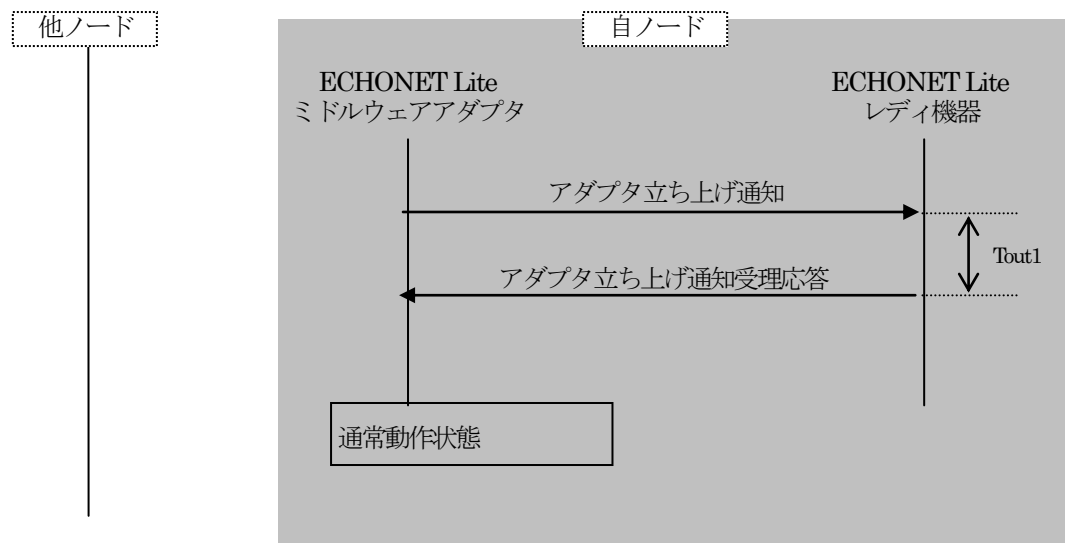 他ノード
自ノード
ECHONET Lite
ミドルウェアアダプタ
ECHONET Lite
レディ機器
アダプタ立ち上げ通知
Tout1
アダプタ立ち上げ通知受理応答
通常動作状態